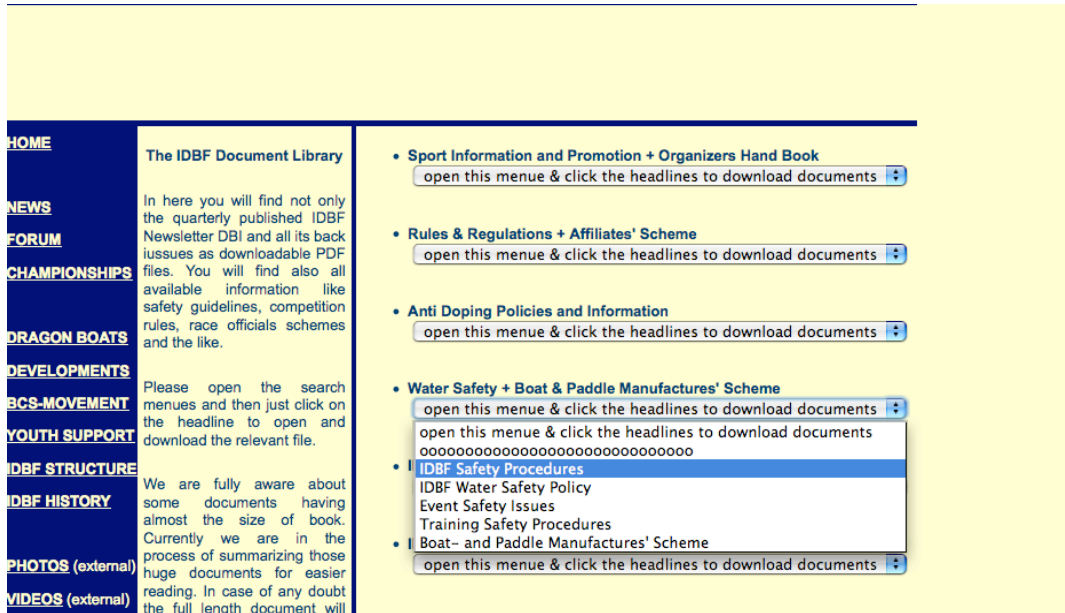 HOME
NEWS
FORUM
CHAMPIONSHIPS
DRAGON BOATS
DEVELOPMENTS
BCS-MOVEMENT
YOUTH SUPPORT
IDBF STRUCTURE
IDBF HISTORY
PHOTOS (external)
VIDEOS (external)
The IDBF Document Library
In here you will find not only
the quarterly published IDBF
Newsletter DBI and all its back
iussues as downloadable PDF
files. You will find also all
available information like
safety guidelines, competition
rules, race officials schemes
and the like.
Please open the search
menues and then just click on
the headline to open and
download the relevant file.
We are fully aware about
some documents having
almost the size of book.
Currently we are in the
process of summarizing those
huge documents for easier
reading. In case of any doubt
the full length document will
• Sport Information and Promotion + Organizers Hand Book
open this menue & click the headlines to download documents
• Rules & Regulations + Affiliates' Scheme
open this menue & click the headlines to download documents
• Anti Doping Policies and Information
open this menue & click the headlines to download documents
• Water Safety + Boat & Paddle Manufactures' Scheme
open this menue & click the headlines to download documents
open this menue & click the headlines to download documents
oooooooooooooooooooooooooooooo
IDBF Safety Procedures
IDBF Water Safety Policy
Event Safety Issues
Training Safety Procedures
Boat- and Paddle Manufactures' Scheme
open this menue & click the headlines to download documents